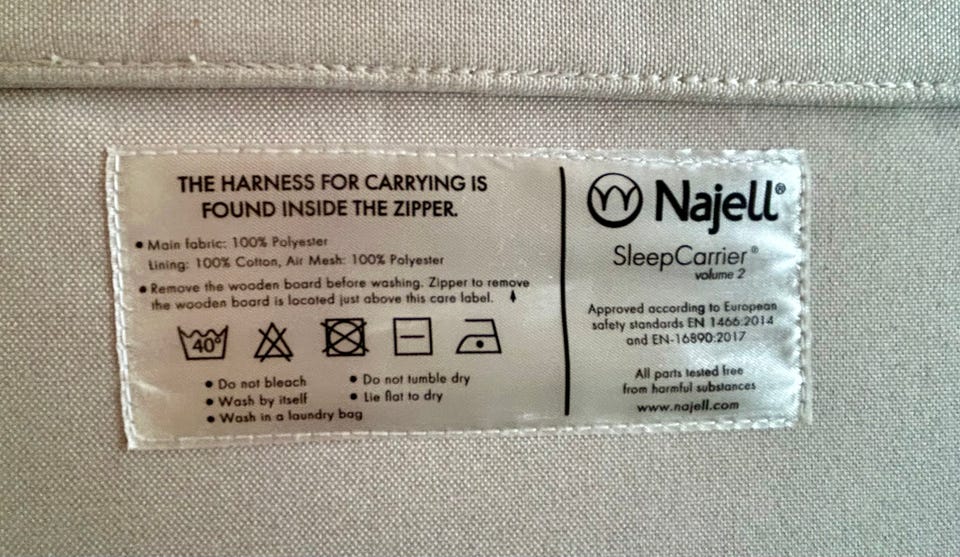 THE HARNESS FOR CARRYING IS
FOUND INSIDE THE ZIPPER.
• Main fabric: 100% Polyester
Lining: 100% Cotton, Air Mesh: 100% Polyester
• Remove the wooden board before washing. Zipper to remove
the wooden board is located just above this care label.
40°
• Do not bleach
• Wash by itself
• Wash in a laundry bag
• Do not tumble dry
• Lie flat to dry
Najell®
SleepCarrier®
volume 2
Approved according to European
safety standards EN 1466:2014
and EN-16890:2017
All parts tested free
from harmful substances
www.najell.com